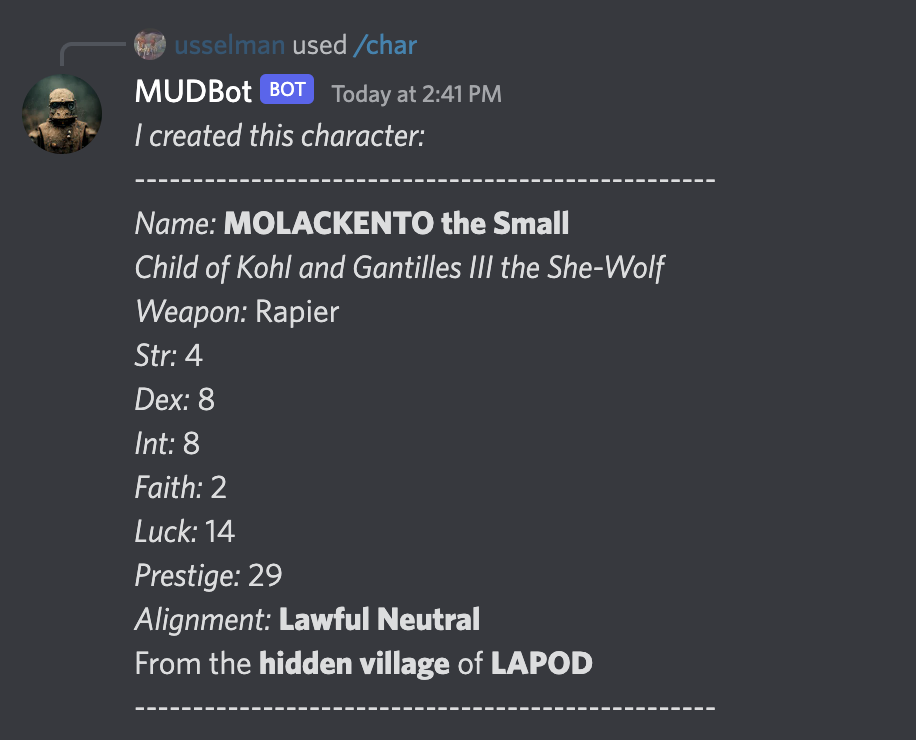 usselman used /char
MUDBot BOT Today at 2:41 PM
I created this character:
--------------------------------------------------
Name: MOLACKENTO the Small
Child of Kohl and Gantilles III the She-Wolf
Weapon: Rapier
Str: 4
Dex: 8
Int: 8
Faith: 2
Luck: 14
Prestige: 29
Alignment: Lawful Neutral
From the hidden village of LAPOD
--------------------------------------------------